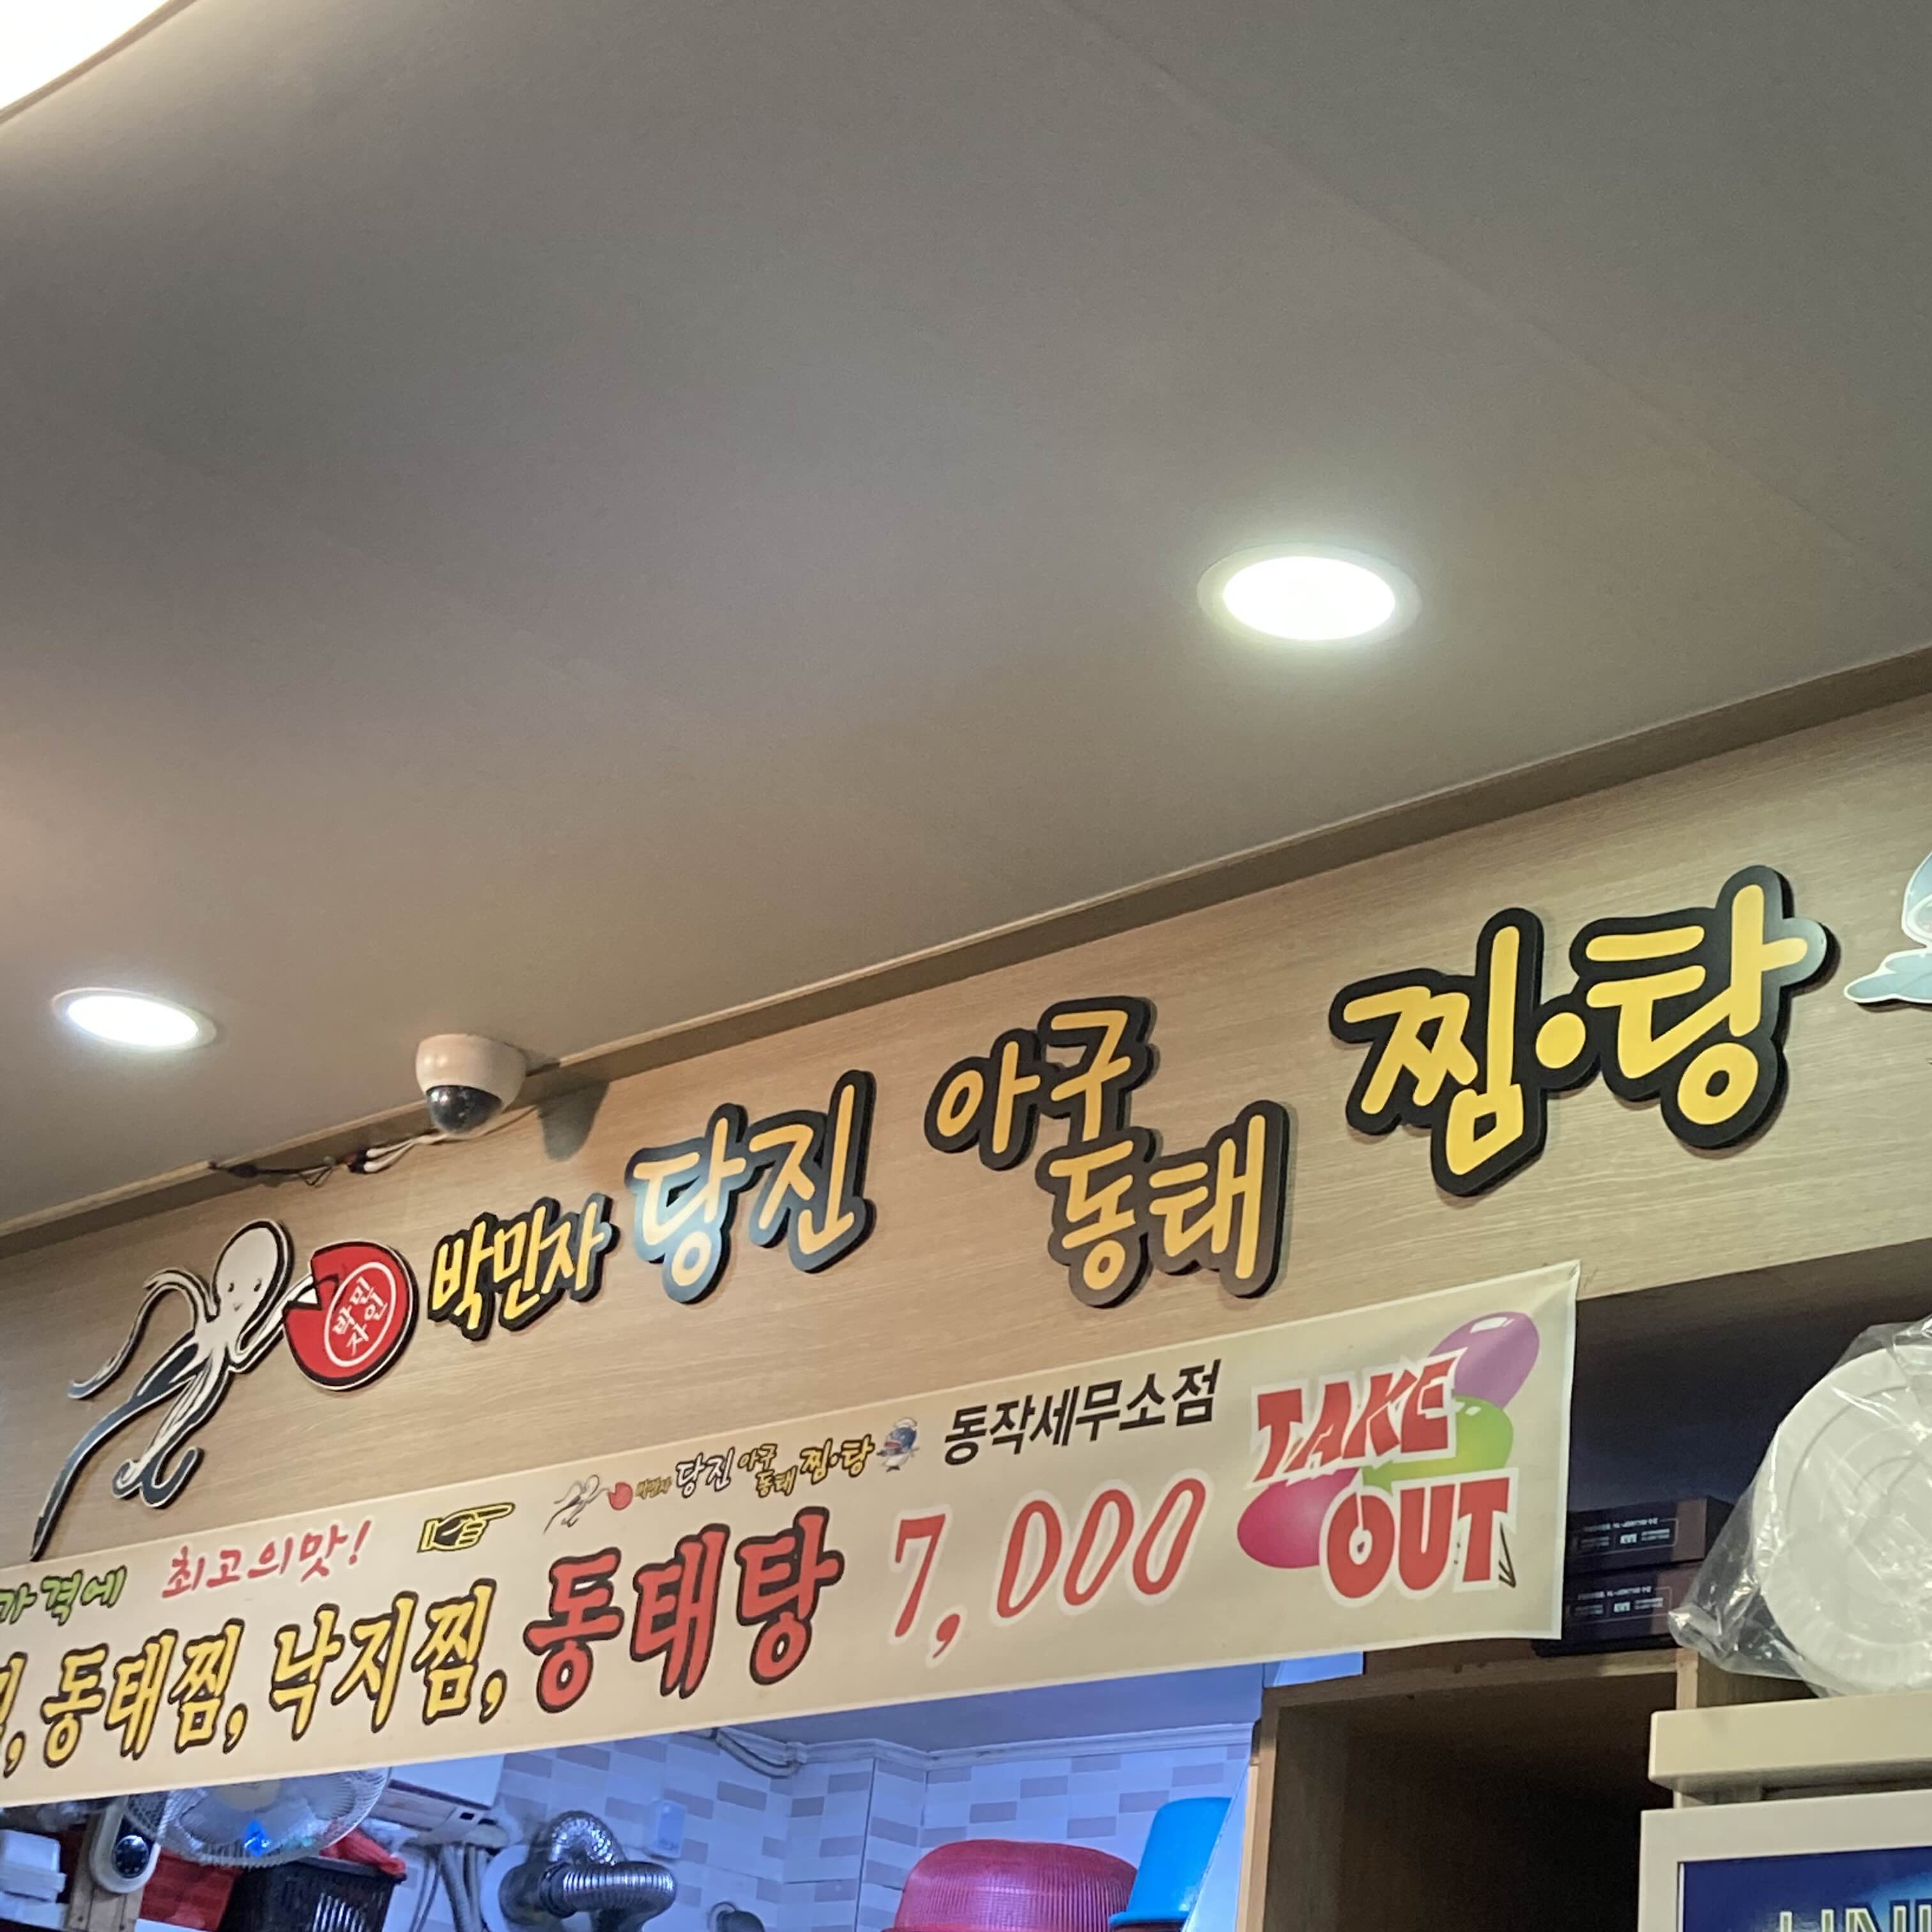 박민자 당진 아구 동태 찜·탕
박민
자인
박민자 당진 아구 동태 찜·탕 동작세무소점
가격에 최고의맛!
동태찜, 낙지찜, 동태탕 7,000
TAKE
OUT